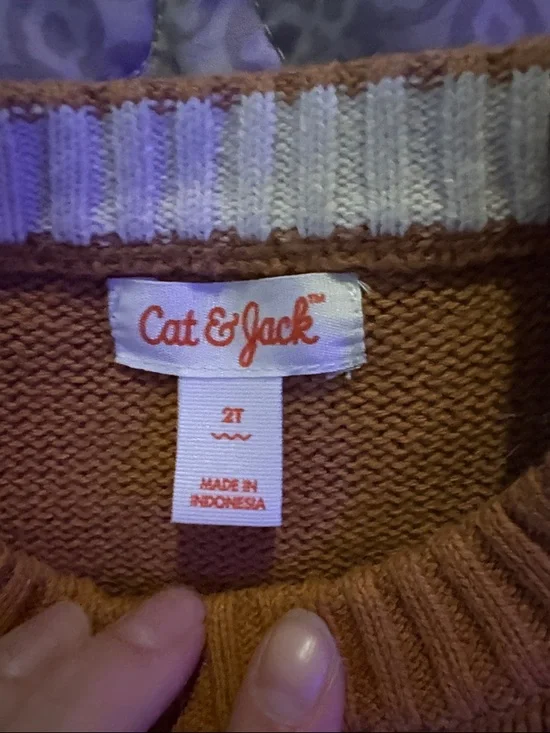 Cat & Jack™
2T
MADE IN
INDONESIA